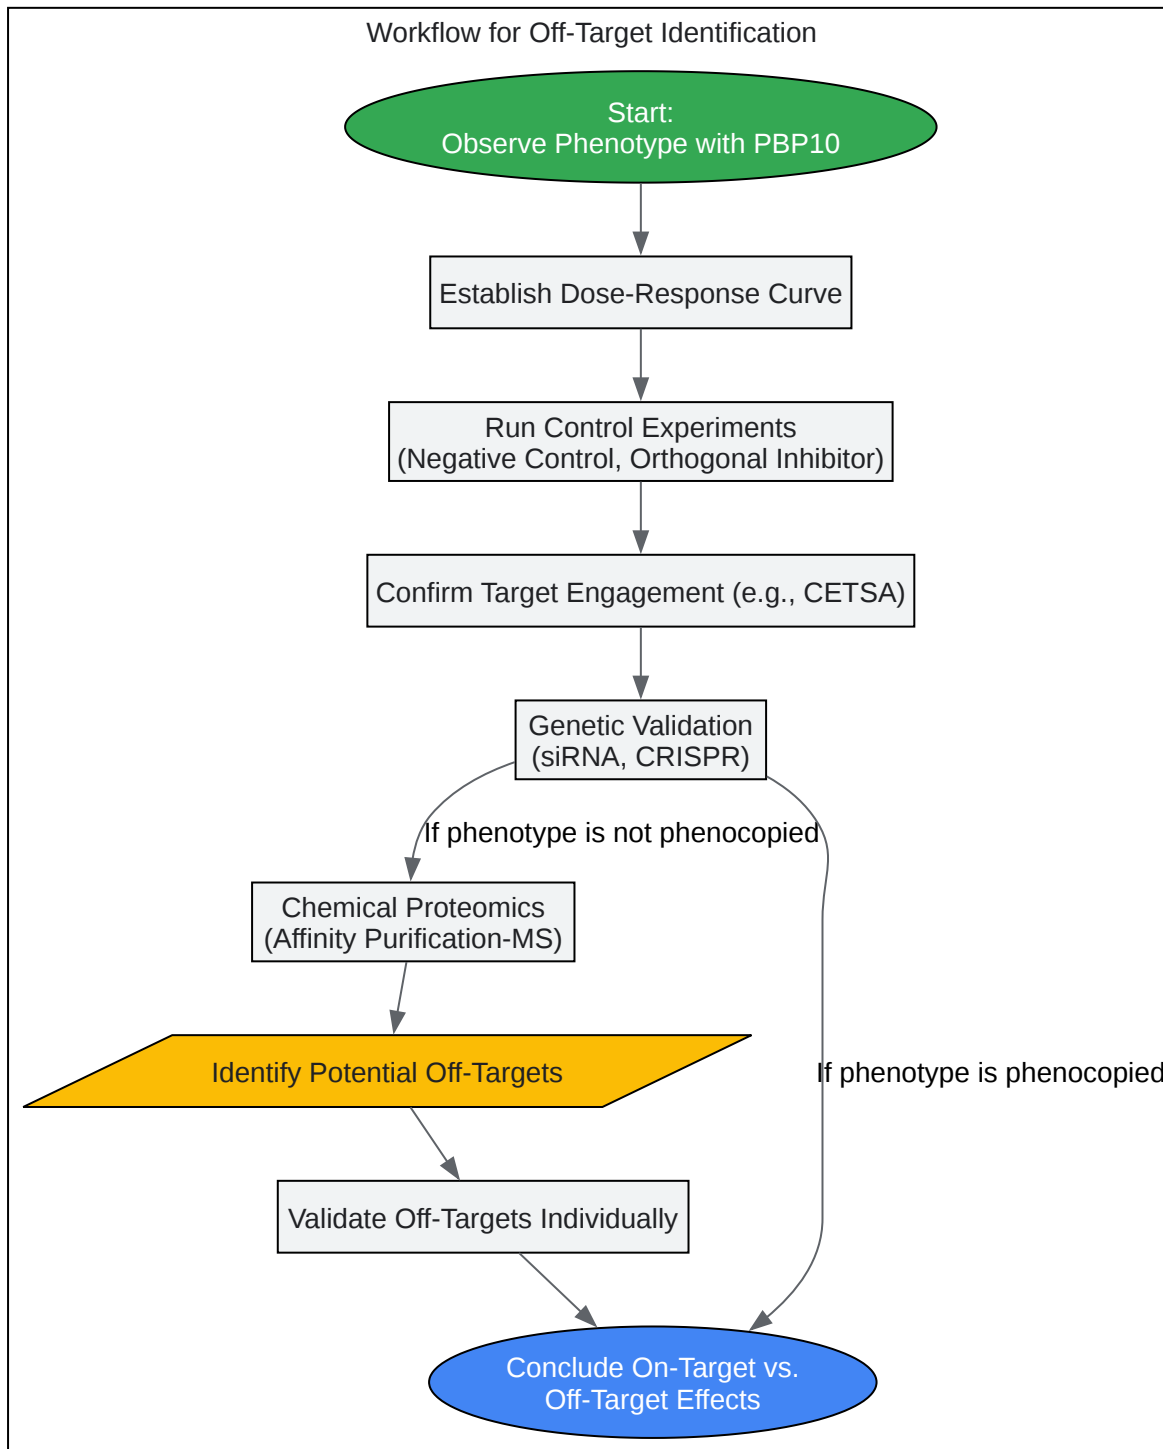 Workflow for Off-Target Identification
Start:
Observe Phenotype with PBP10
Establish Dose-Response Curve
Run Control Experiments
(Negative Control, Orthogonal Inhibitor)
Confirm Target Engagement (e.g., CETSA)
Genetic Validation
(siRNA, CRISPR)
If phenotype is not phenocopied
Chemical Proteomics
(Affinity Purification-MS)
Identify Potential Off-Targets
If phenotype is phenocopied
Validate Off-Targets Individually
Conclude On-Target vs.
Off-Target Effects